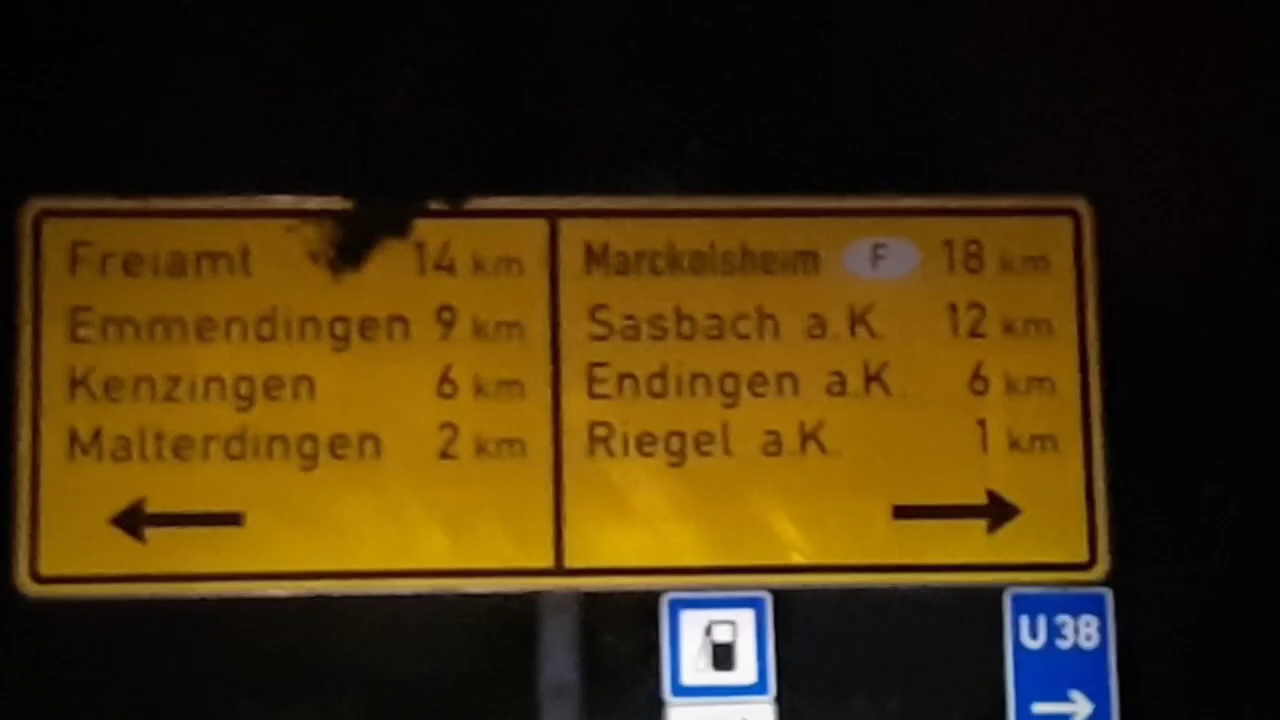 Freiamt 14 km
Emmendingen 9 km
Kenzingen 6 km
Malterdingen 2 km
Marckolsheim F 18 km
Sasbach a.K. 12 km
Endingen a.K. 6 km
Riegel a.K. 1 km
U 38